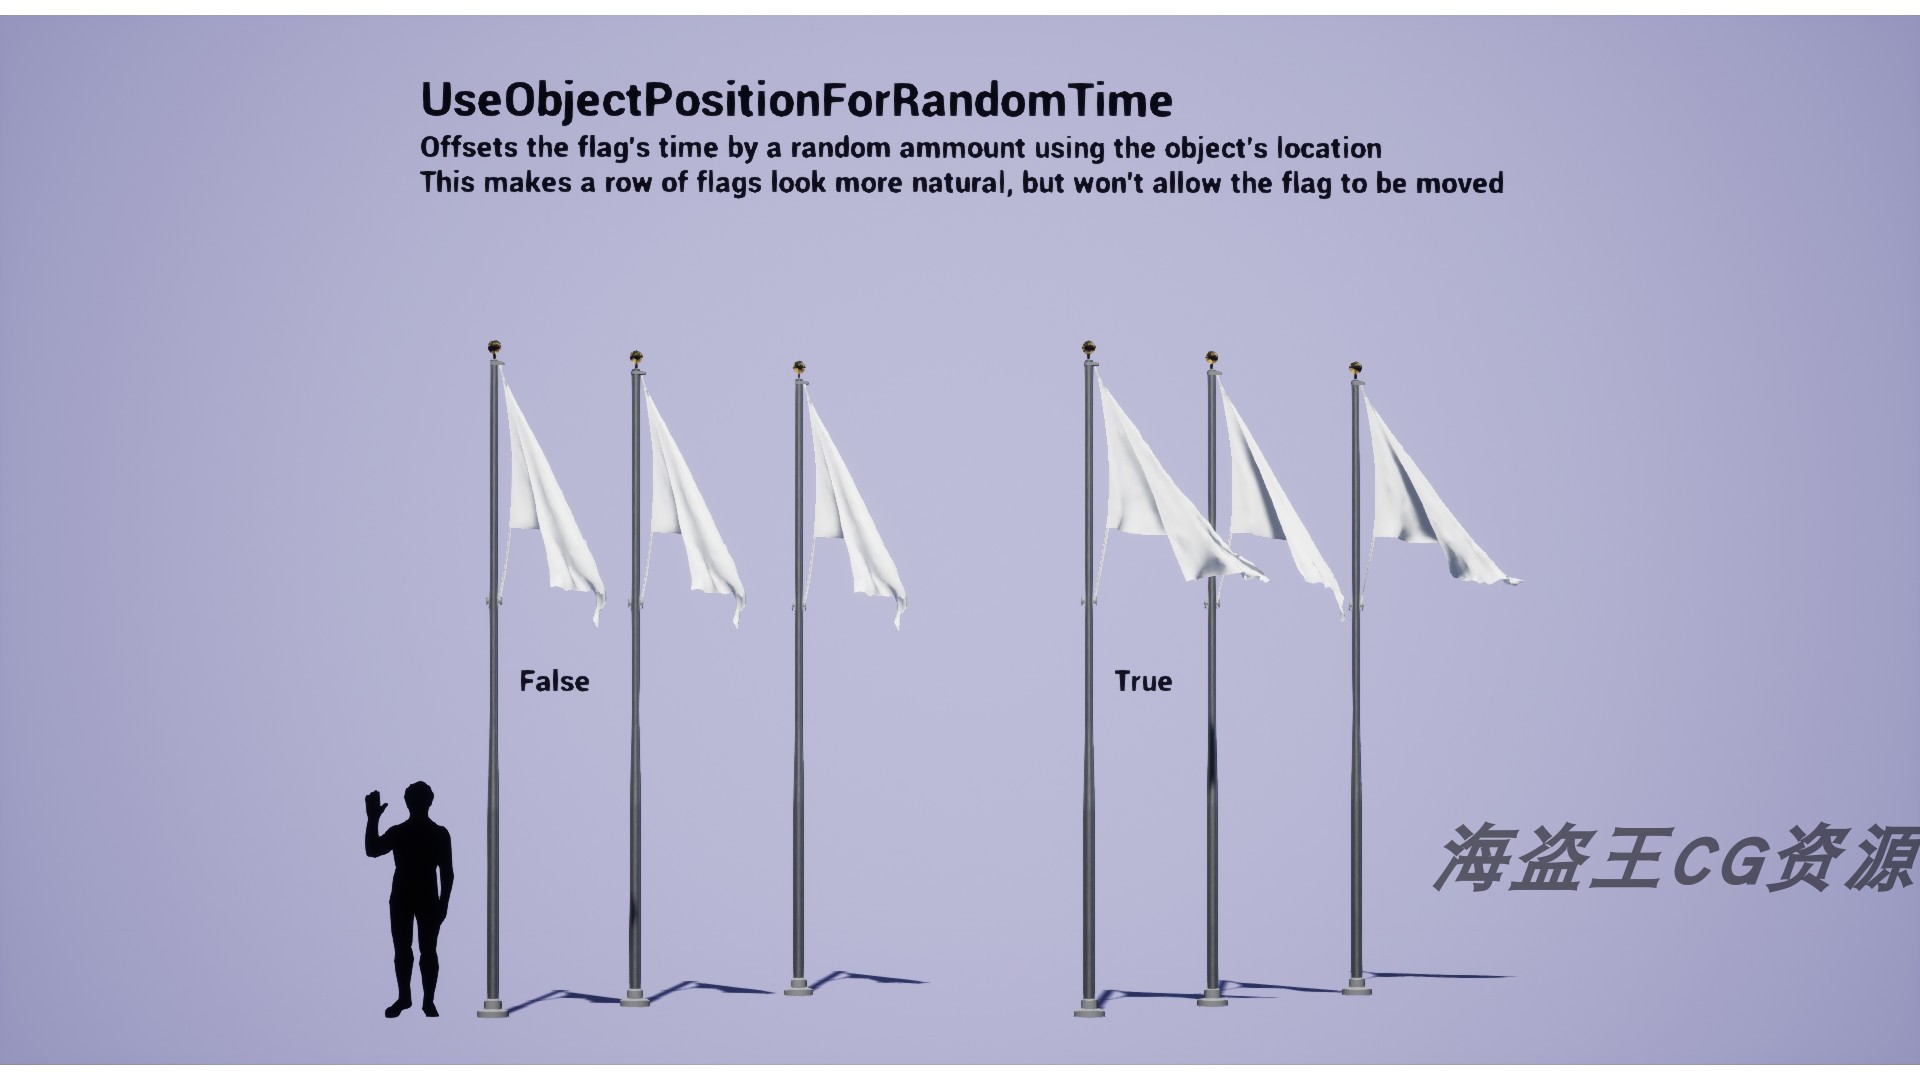 UseObjectPositionForRandomTime
Offsets the flag's time by a random ammount using the object's location
This makes a row of flags look more natural, but won't allow the flag to be moved
False
True
海盗王CG资源